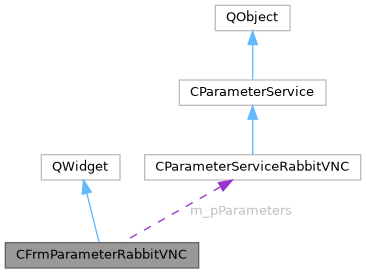 QObject
CParameterService
QWidget
CParameterServiceRabbitVNC
m_pParameters
CFrmParameterRabbitVNC